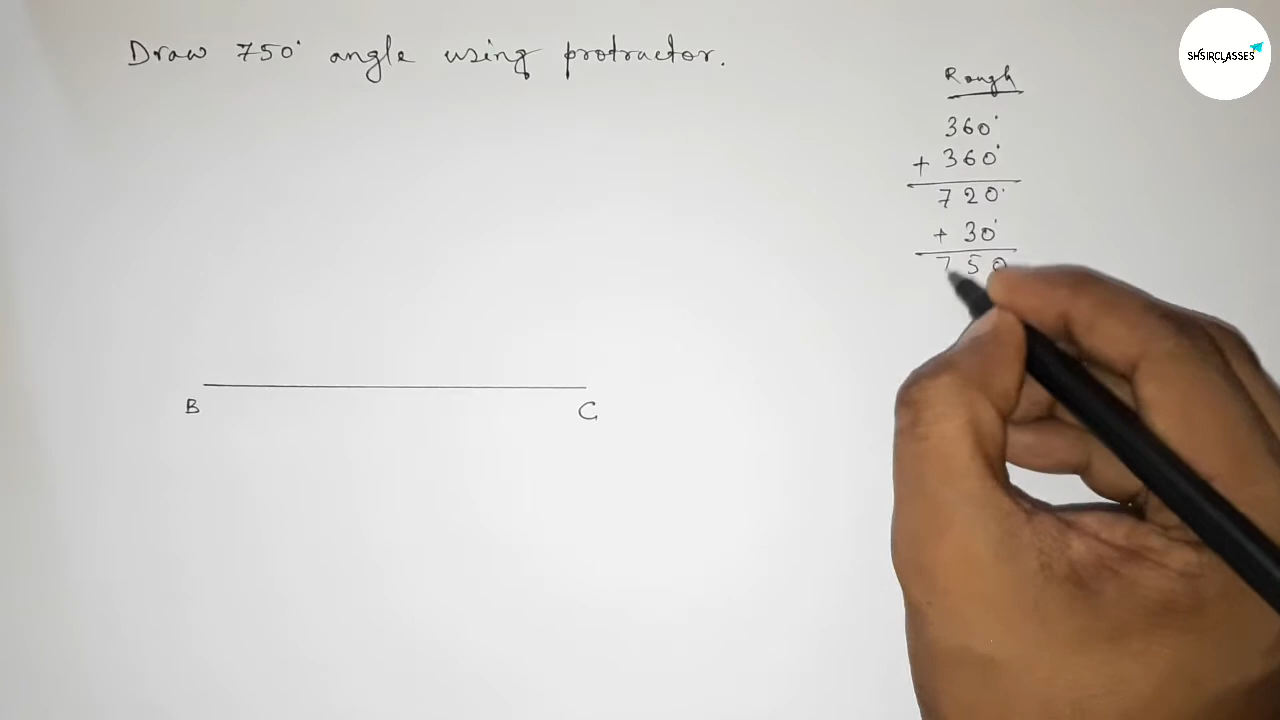 Draw 750° angle using protractor.
SHSIRCLASSES
Rough
360°
+ 360°
720°
+ 30°
750
B
C